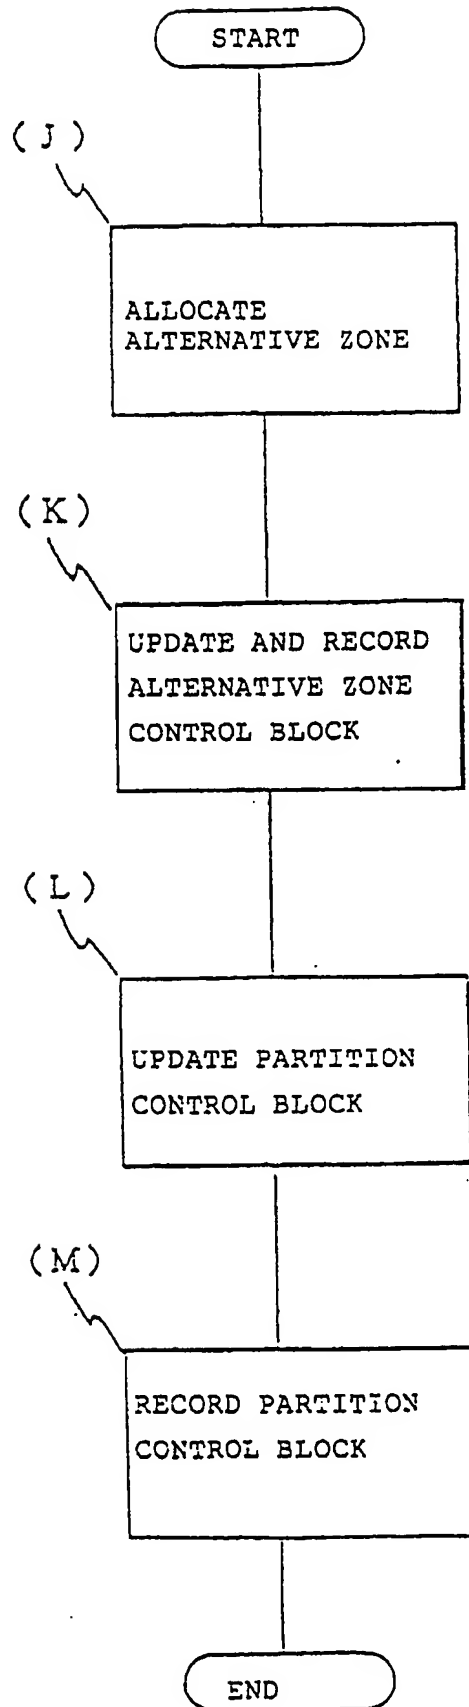 START
(J)
ALLOCATE
ALTERNATIVE ZONE
(K)
UPDATE AND RECORD
ALTERNATIVE ZONE
CONTROL BLOCK
(L)
UPDATE PARTITION
CONTROL BLOCK
(M)
RECORD PARTITION
CONTROL BLOCK
END